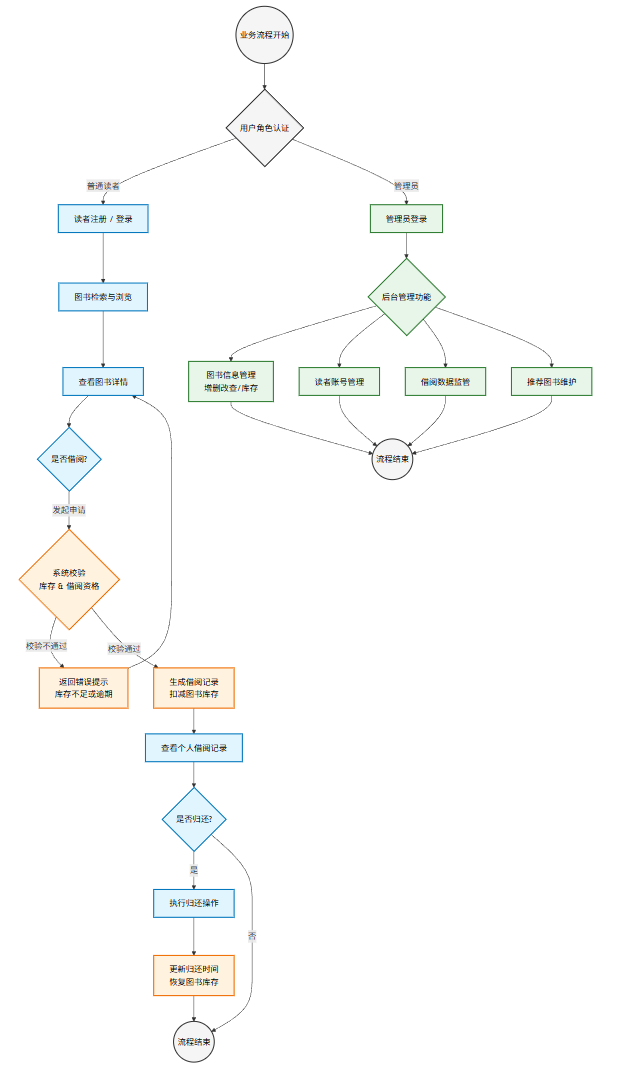 业务流程开始
用户角色认证
普通读者
管理员
读者注册 / 登录
管理员登录
图书检索与浏览
后台管理功能
查看图书详情
图书信息管理
增删改查/库存
读者账号管理
借阅数据监管
推荐图书维护
是否借阅?
流程结束
发起申请
系统校验
库存 & 借阅资格
校验不通过
校验通过
返回错误提示
库存不足或逾期
生成借阅记录
扣减图书库存
查看个人借阅记录
是否归还?
是
执行归还操作
否
更新归还时间
恢复图书库存
流程结束